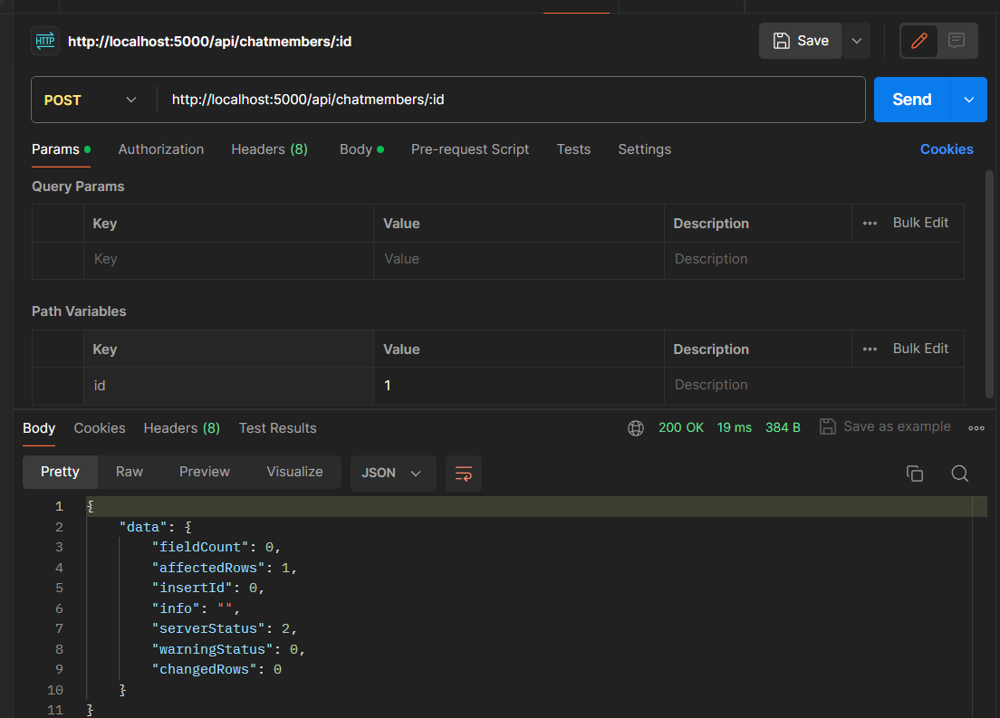 HTTP http://localhost:5000/api/chatmembers/:id Save
POST http://localhost:5000/api/chatmembers/:id Send
Params Authorization Headers (8) Body Pre-request Script Tests Settings Cookies
Query Params
Key Value Description ••• Bulk Edit
Key Value Description
Path Variables
Key Value Description ••• Bulk Edit
id 1 Description
Body Cookies Headers (8) Test Results 200 OK 19 ms 384 B Save as example
Pretty Raw Preview Visualize JSON
1 {
2 "data": {
3 "fieldCount": 0,
4 "affectedRows": 1,
5 "insertId": 0,
6 "info": "",
7 "serverStatus": 2,
8 "warningStatus": 0,
9 "changedRows": 0
10 }
11 }